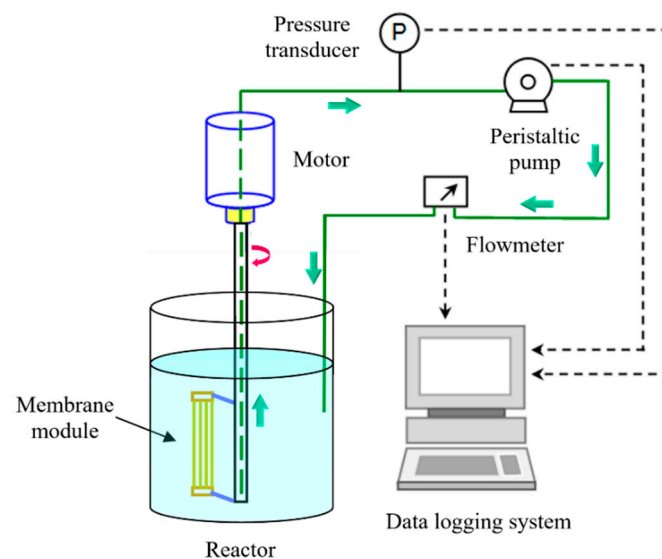 Pressure
transducer
P
Peristaltic
pump
Motor
Flowmeter
Membrane
module
Data logging system
Reactor